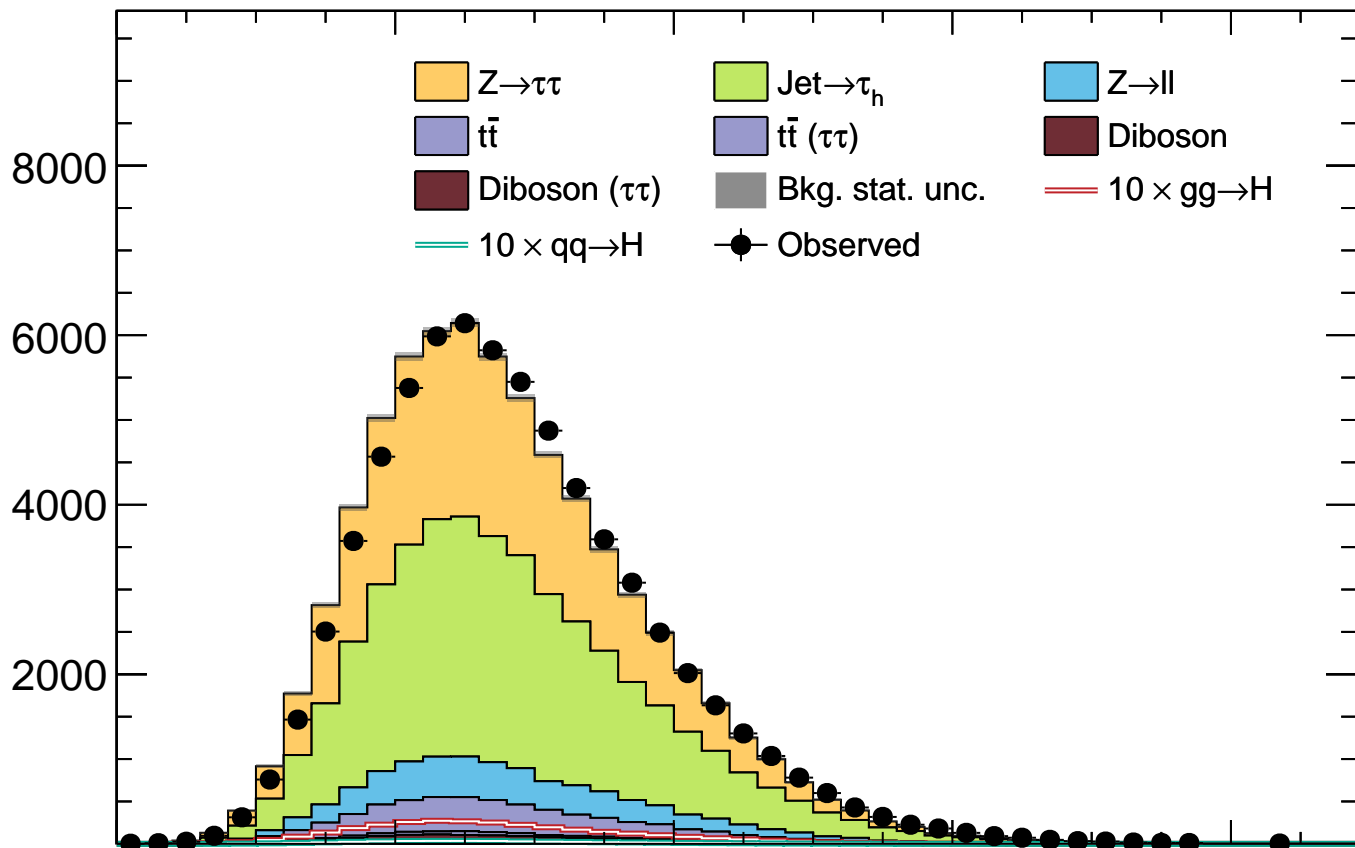 Z→ττ Jet→τₕ Z→ll
tt̄ tt̄ (ττ) Diboson
Diboson (ττ) Bkg. stat. unc. 10 × gg→H
10 × qq→H Observed
8000
6000
4000
2000